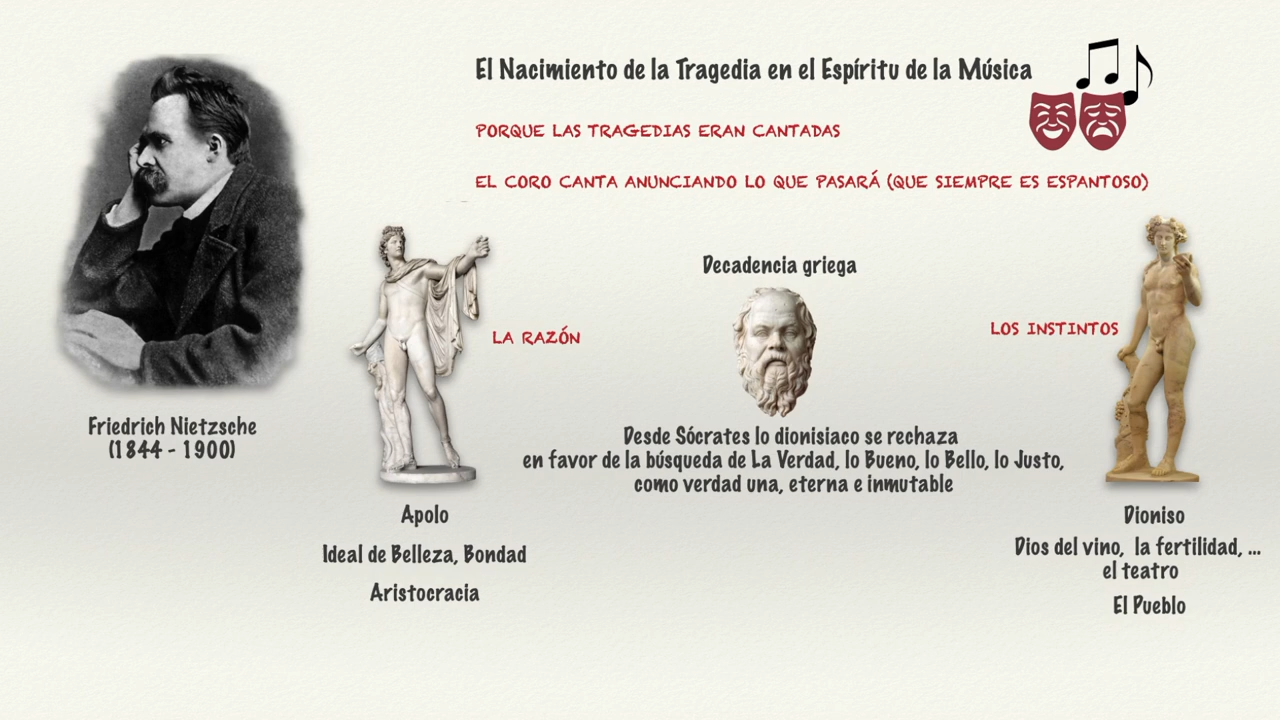 El Nacimiento de la Tragedia en el Espíritu de la Música
PORQUE LAS TRAGEDIAS ERAN CANTADAS
EL CORO CANTA ANUNCIANDO LO QUE PASARÁ (QUE SIEMPRE ES ESPANTOSO)
Friedrich Nietzsche
(1844 - 1900)
LA RAZÓN
Apolo
Ideal de Belleza, Bondad
Aristocracia
Decadencia griega
Desde Sócrates lo dionisiaco se rechaza
en favor de la búsqueda de La Verdad, lo Bueno, lo Bello, lo Justo,
como verdad una, eterna e inmutable
LOS INSTINTOS
Dioniso
Dios del vino, la fertilidad, ...
el teatro
El Pueblo